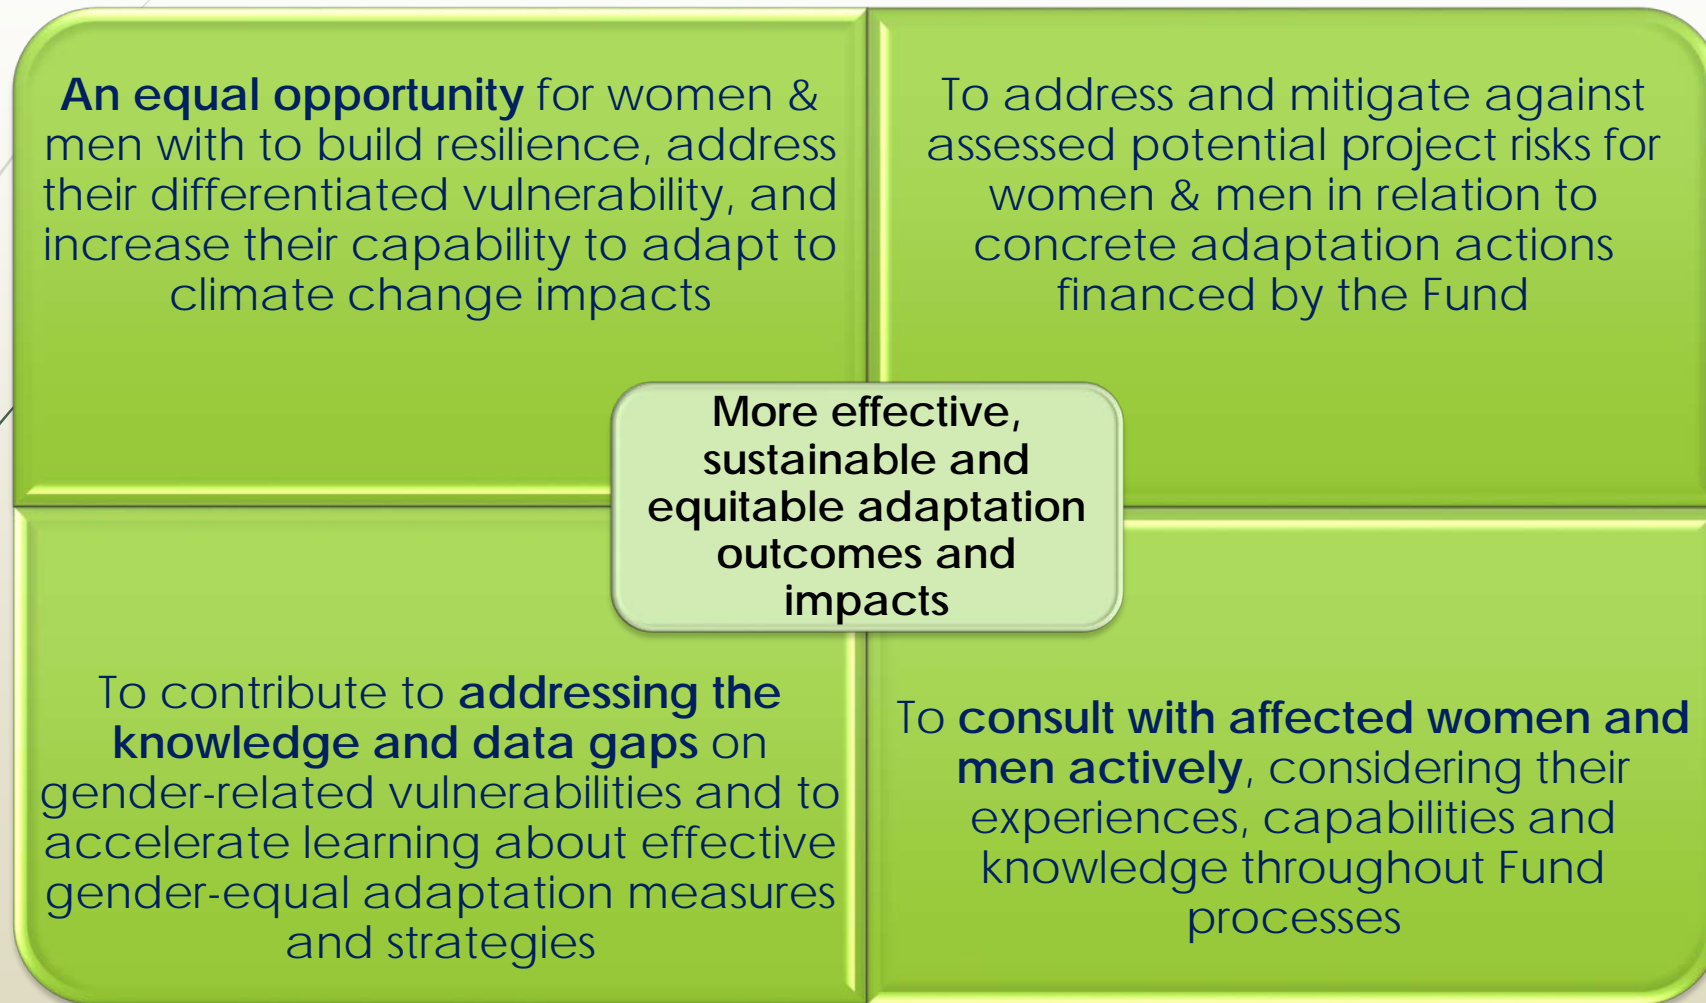 An equal opportunity for women &
men with to build resilience, address
their differentiated vulnerability, and
increase their capability to adapt to
climate change impacts
To address and mitigate against
assessed potential project risks for
women & men in relation to
concrete adaptation actions
financed by the Fund
More effective,
sustainable and
equitable adaptation
outcomes and
impacts
To contribute to addressing the
knowledge and data gaps on
gender-related vulnerabilities and to
accelerate learning about effective
gender-equal adaptation measures
and strategies
To consult with affected women and
men actively, considering their
experiences, capabilities and
knowledge throughout Fund
processes